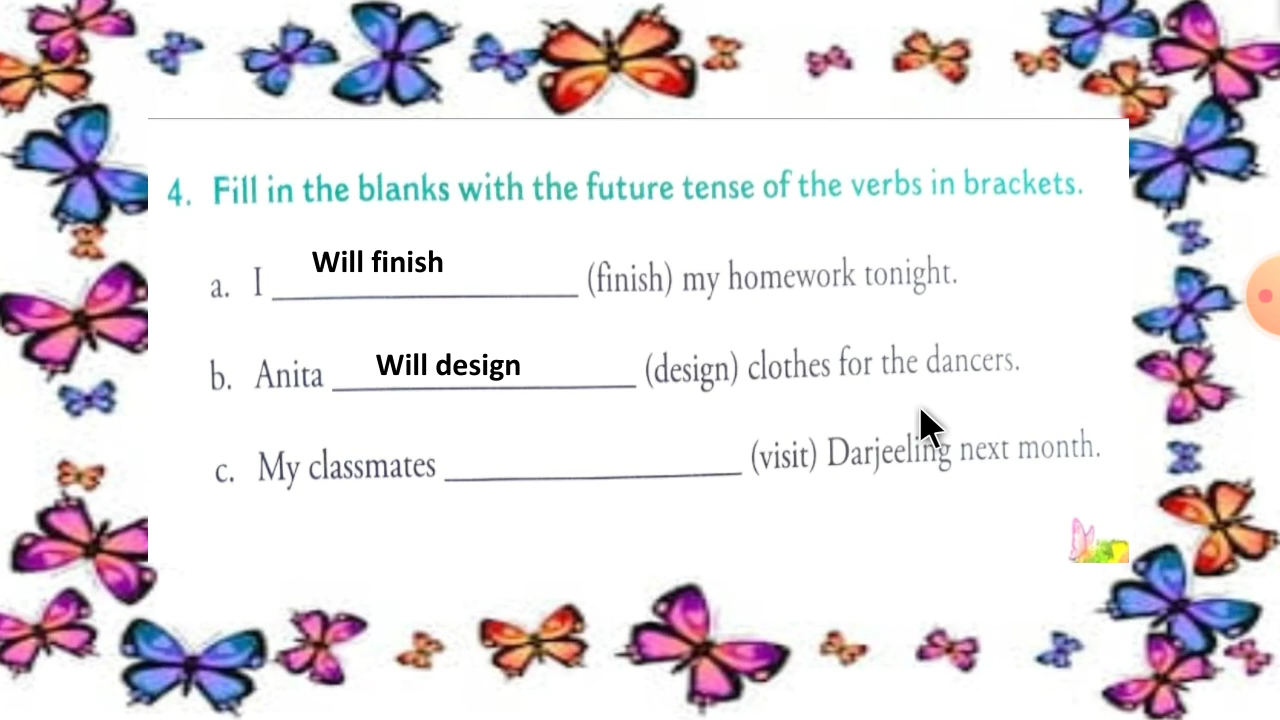 4. Fill in the blanks with the future tense of the verbs in brackets.
a. I Will finish (finish) my homework tonight.
b. Anita Will design (design) clothes for the dancers.
c. My classmates ____________ (visit) Darjeeling next month.